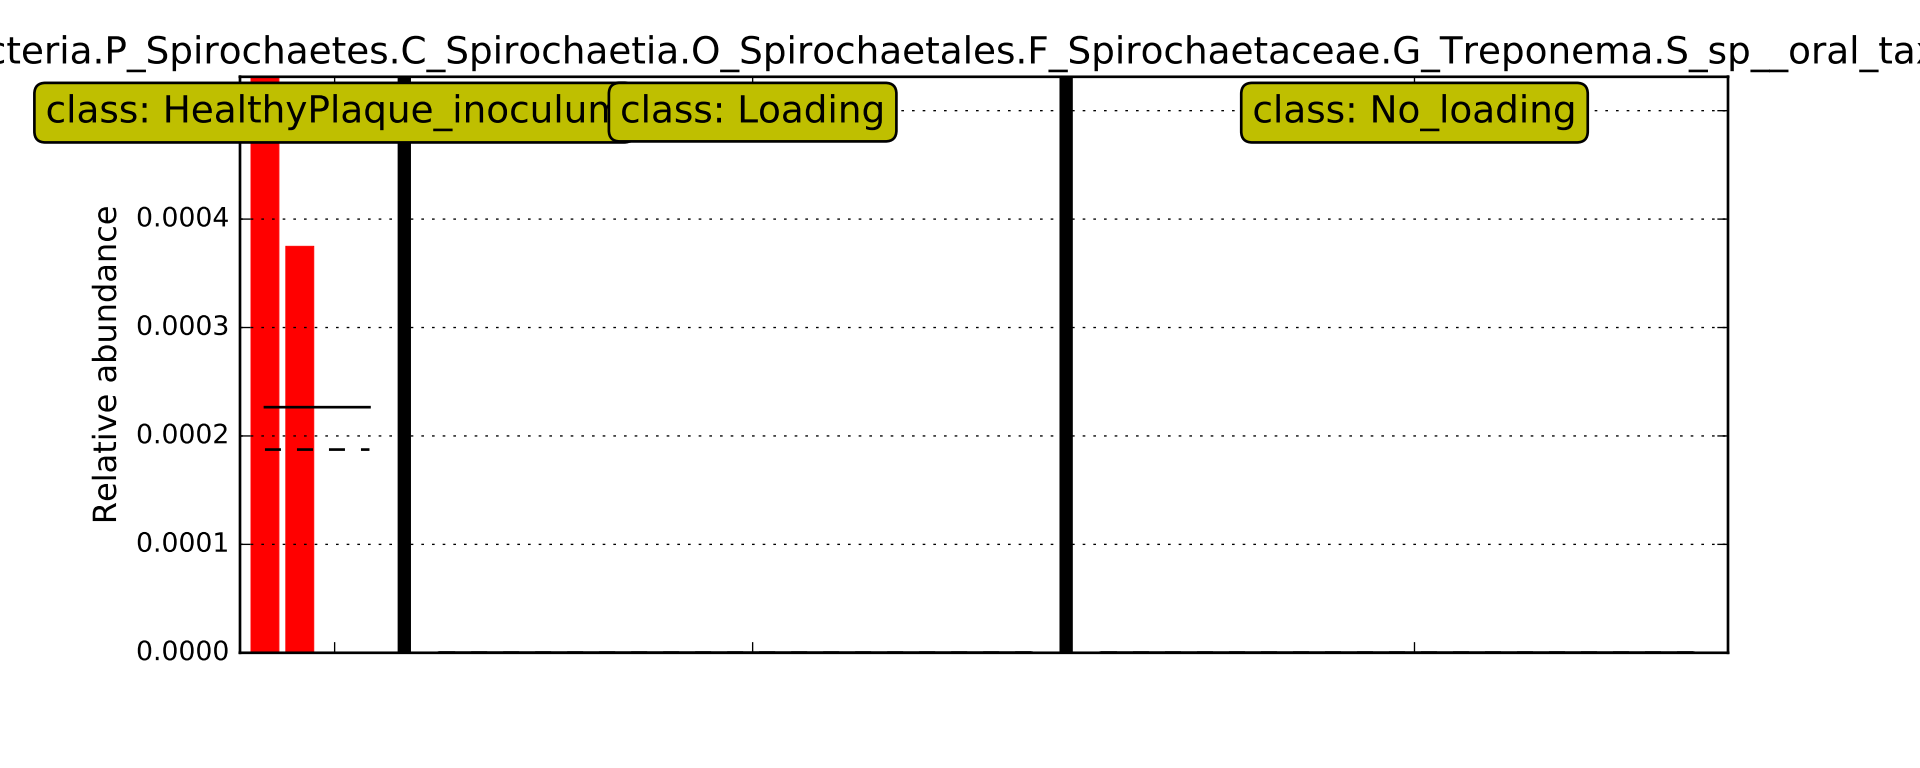 cteria.P_Spirochaetes.C_Spirochaetia.O_Spirochaetales.F_Spirochaetaceae.G_Treponema.S_sp__oral_tax
class: HealthyPlaque_inoculum
class: Loading
class: No_loading
Relative abundance
0.0004
0.0003
0.0002
0.0001
0.0000